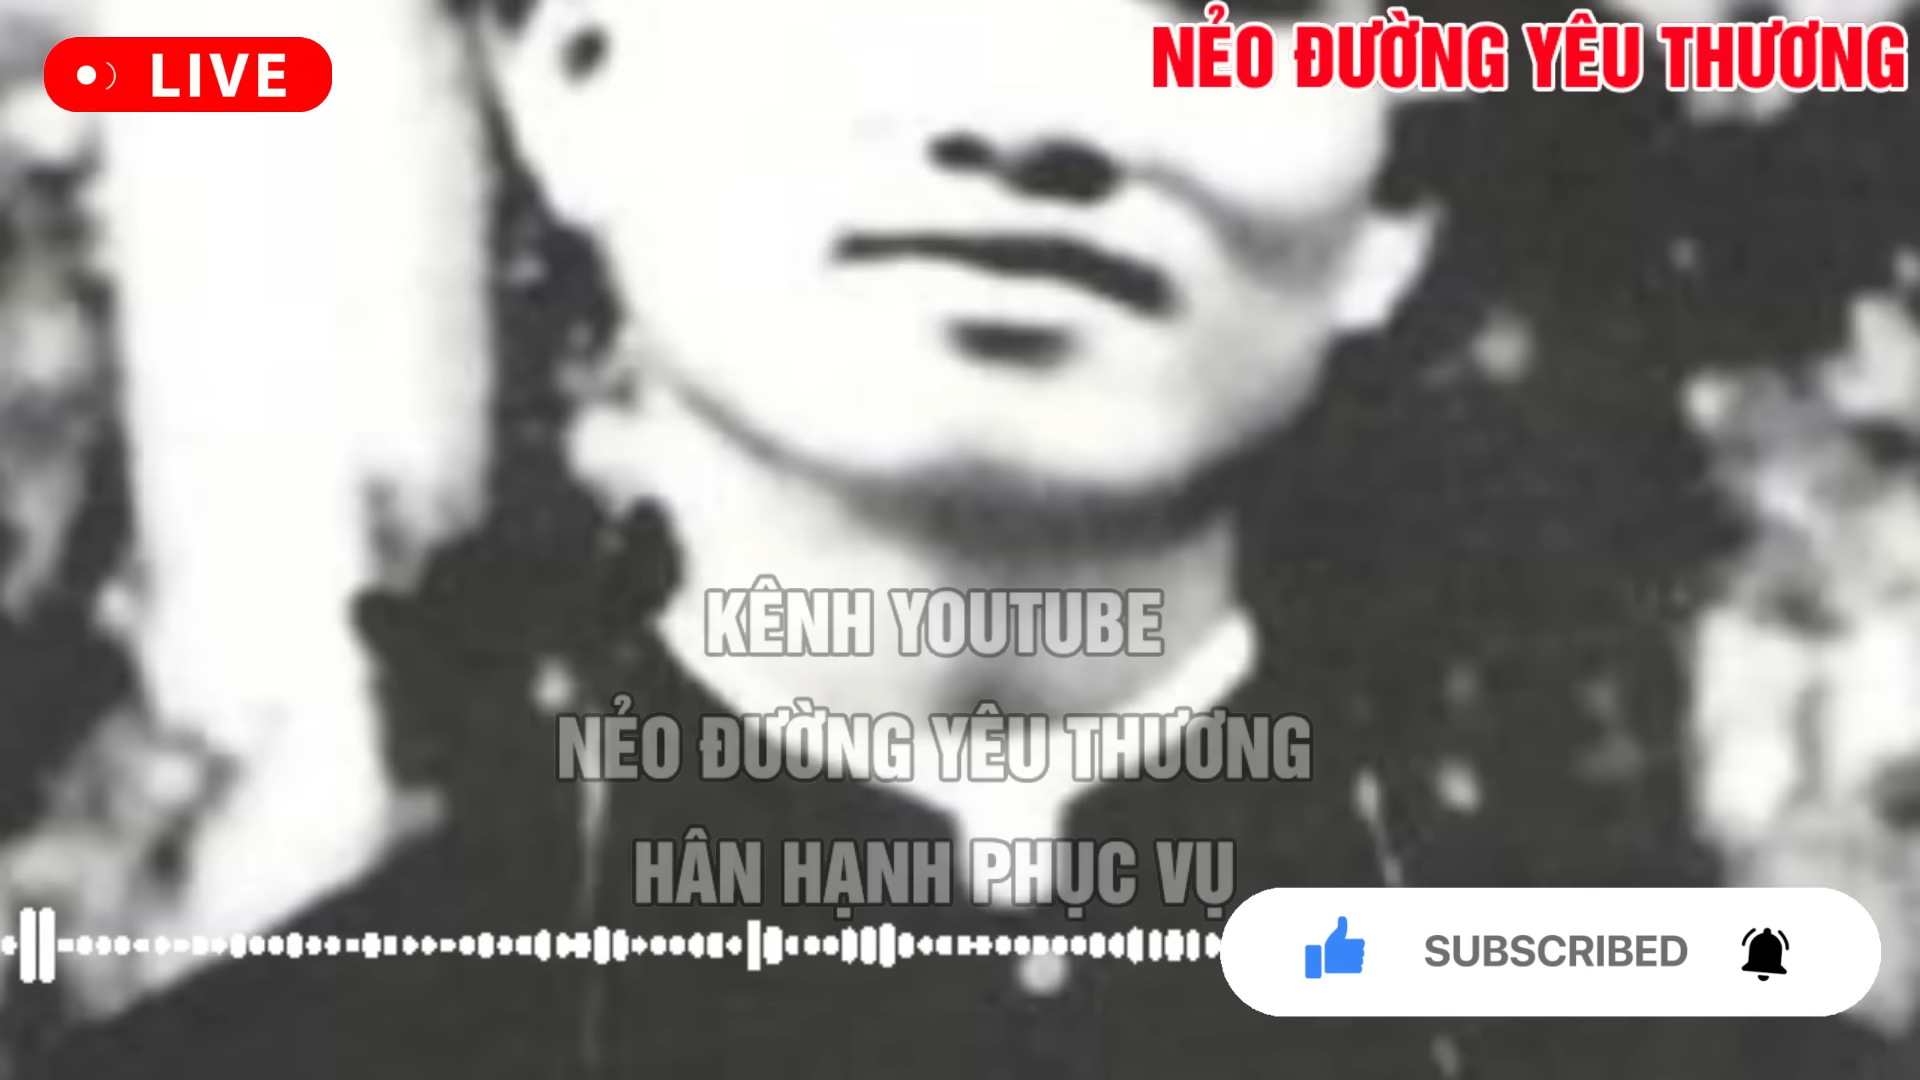 LIVE
NẺO ĐƯỜNG YÊU THƯƠNG
KÊNH YOUTUBE
NẺO ĐƯỜNG YÊU THƯƠNG
HÂN HẠNH PHỤC VỤ
SUBSCRIBED